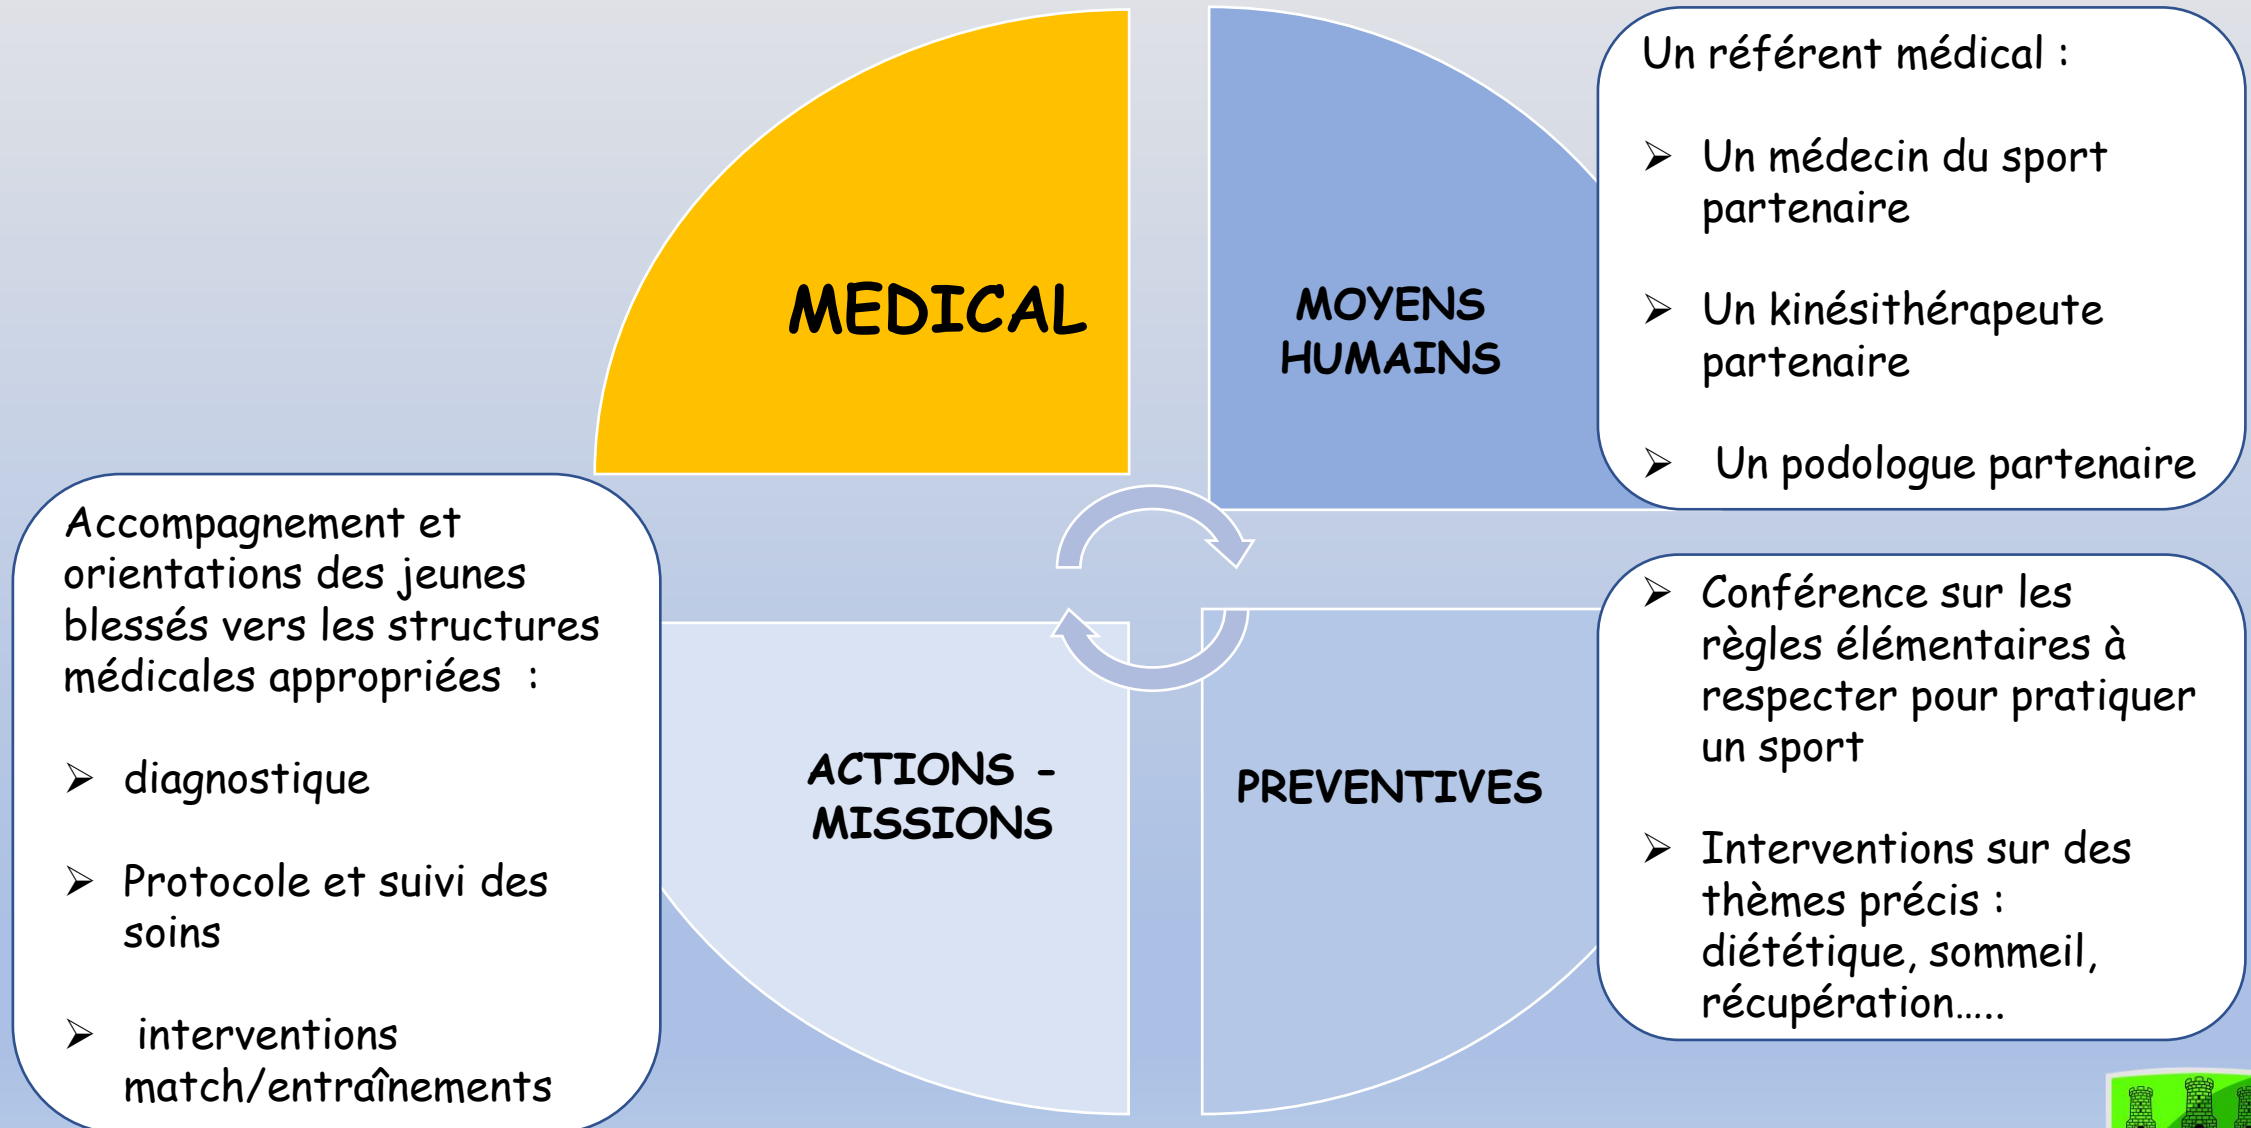 MEDICAL
MOYENS
HUMAINS
Un référent médical :
➢ Un médecin du sport
partenaire
➢ Un kinésithérapeute
partenaire
➢ Un podologue partenaire
Accompagnement et
orientations des jeunes
blessés vers les structures
médicales appropriées :
➢ diagnostique
➢ Protocole et suivi des
soins
➢ interventions
match/entraînements
ACTIONS -
MISSIONS
PREVENTIVES
➢ Conférence sur les
règles élémentaires à
respecter pour pratiquer
un sport
➢ Interventions sur des
thèmes précis :
diététique, sommeil,
récupération…..